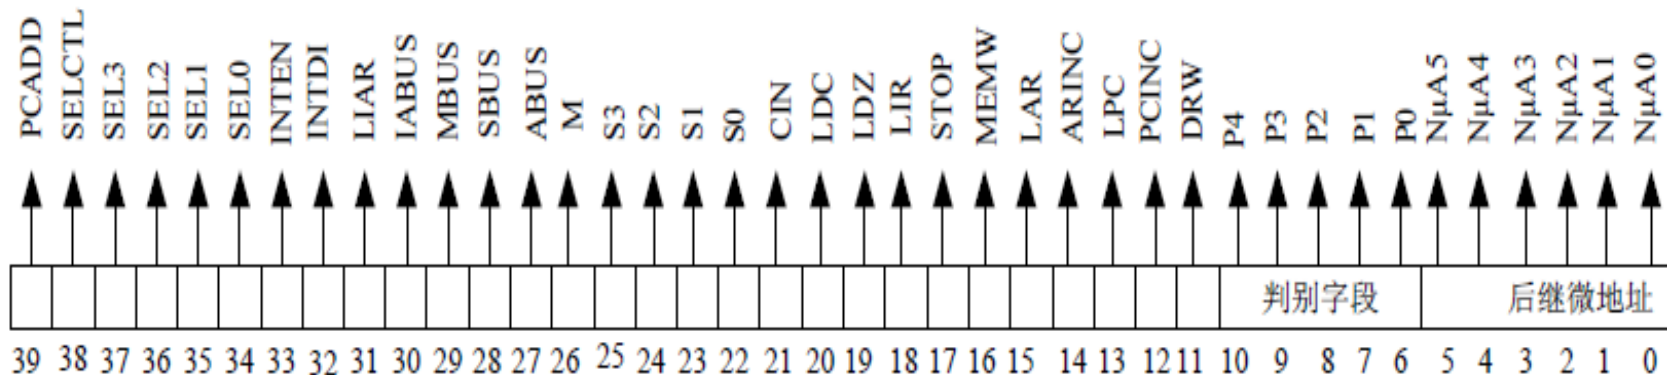 PCADD SELCTL SEL3 SEL2 SEL1 SEL0 INTEN INTDI LIAR IABUS MBUS SBUS ABUS M S3 S2 S1 S0 CIN LDC LDZ LIR STOP MEMW LAR ARINC LPC PCINC DRW P4 P3 P2 P1 P0 NμA5 NμA4 NμA3 NμA2 NμA1 NμA0
判别字段 后继微地址
39 38 37 36 35 34 33 32 31 30 29 28 27 26 25 24 23 22 21 20 19 18 17 16 15 14 13 12 11 10 9 8 7 6 5 4 3 2 1 0